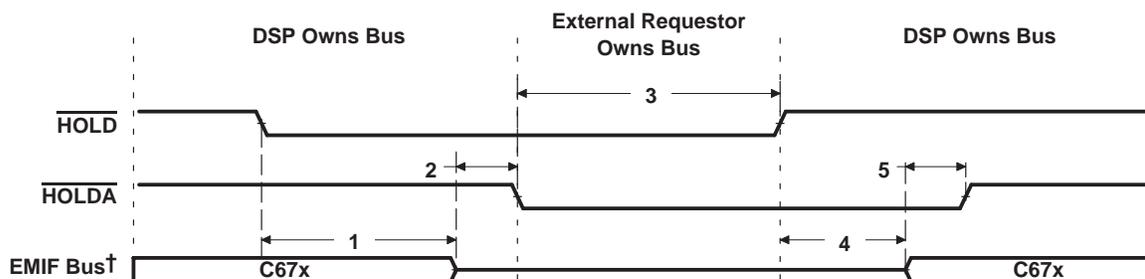 DSP Owns Bus
External Requestor
Owns Bus
DSP Owns Bus
3
HOLD
2
5
HOLDA
1
4
EMIF Bus†
C67x
C67x